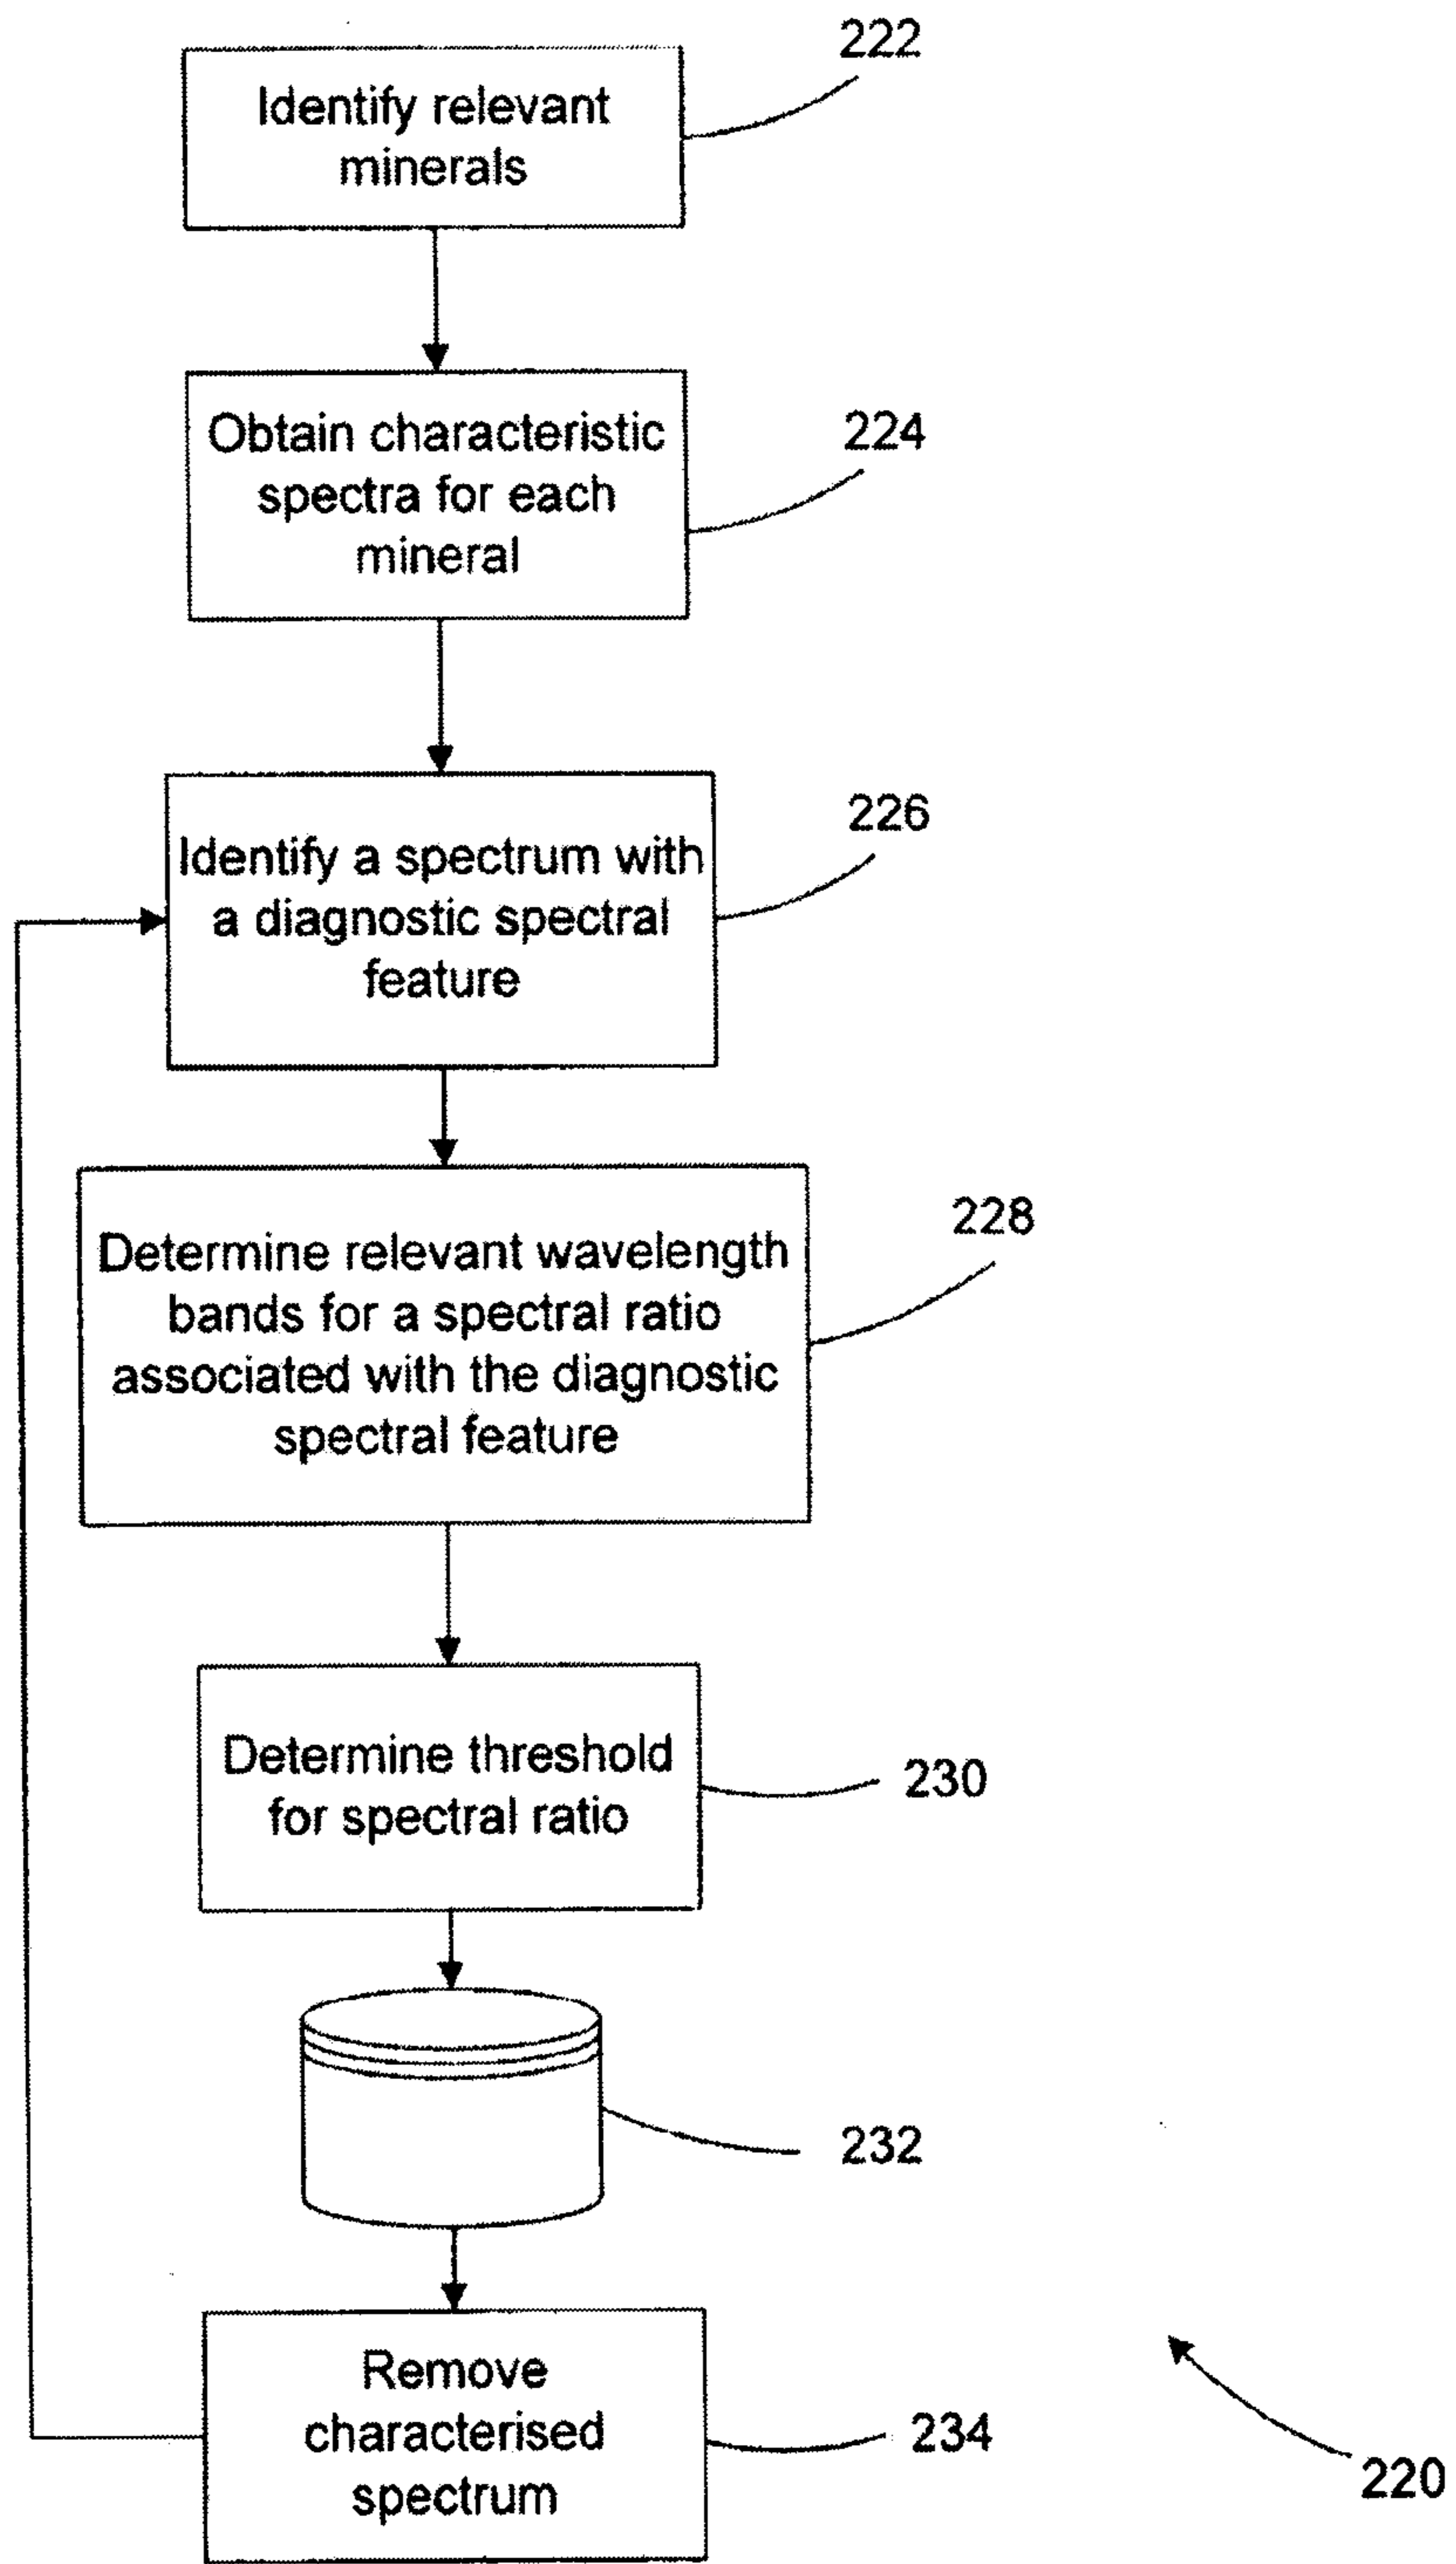 222
Identify relevant
minerals
224
Obtain characteristic
spectra for each
mineral
226
Identify a spectrum with
a diagnostic spectral
feature
228
Determine relevant wavelength
bands for a spectral ratio
associated with the diagnostic
spectral feature
Determine threshold
for spectral ratio
230
232
Remove
characterised
spectrum
234
220